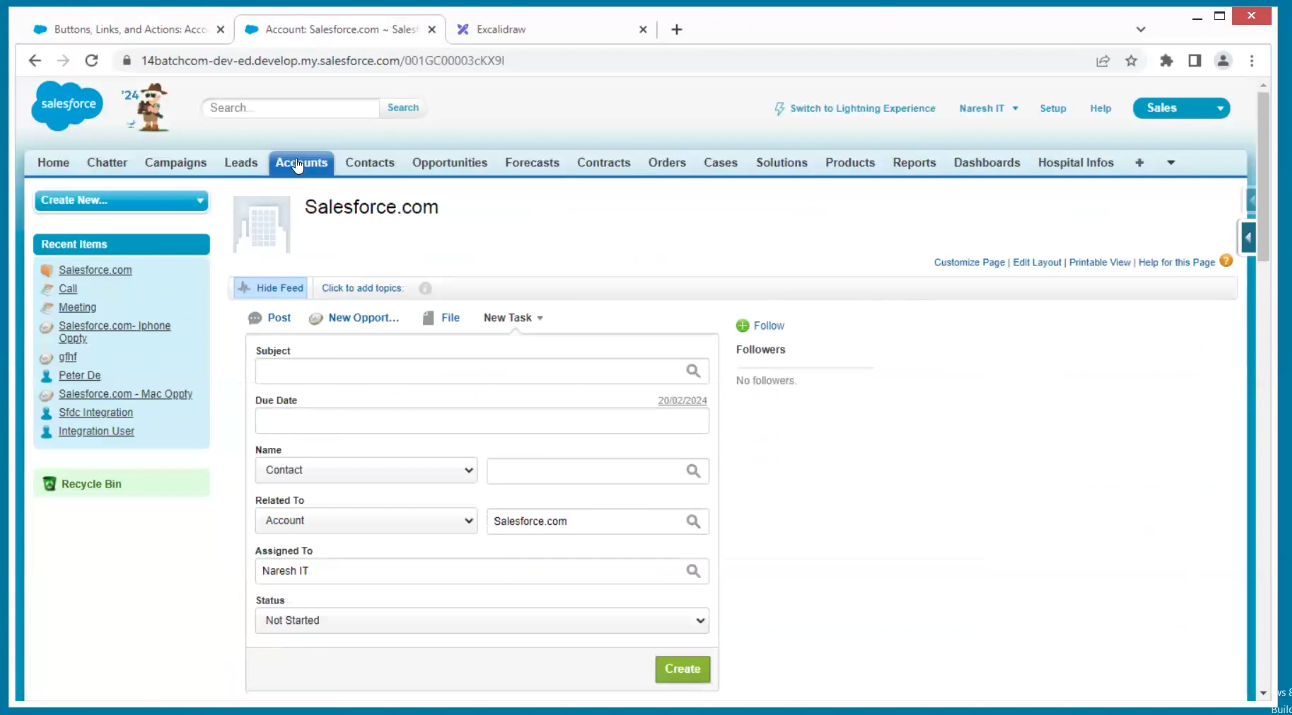 Buttons, Links, and Actions: Acco
Account: Salesforce.com ~ Salesf
Excalidraw
14batchcom-dev-ed.develop.my.salesforce.com/001GC00003cKX9I
salesforce
'24
Search...
Search
Switch to Lightning Experience
Naresh IT
Setup
Help
Sales
Home
Chatter
Campaigns
Leads
Accounts
Contacts
Opportunities
Forecasts
Contracts
Orders
Cases
Solutions
Products
Reports
Dashboards
Hospital Infos
Create New...
Salesforce.com
Recent Items
Customize Page | Edit Layout | Printable View | Help for this Page
Salesforce.com
Call
Meeting
Salesforce.com- Iphone
Oppty
gfhf
Peter De
Salesforce.com - Mac Oppty
Sfdc Integration
Integration User
Recycle Bin
Hide Feed
Click to add topics:
Post
New Opport...
File
New Task
Follow
Followers
No followers.
Subject
Due Date
20/02/2024
Name
Contact
Related To
Account
Salesforce.com
Assigned To
Naresh IT
Status
Not Started
Create